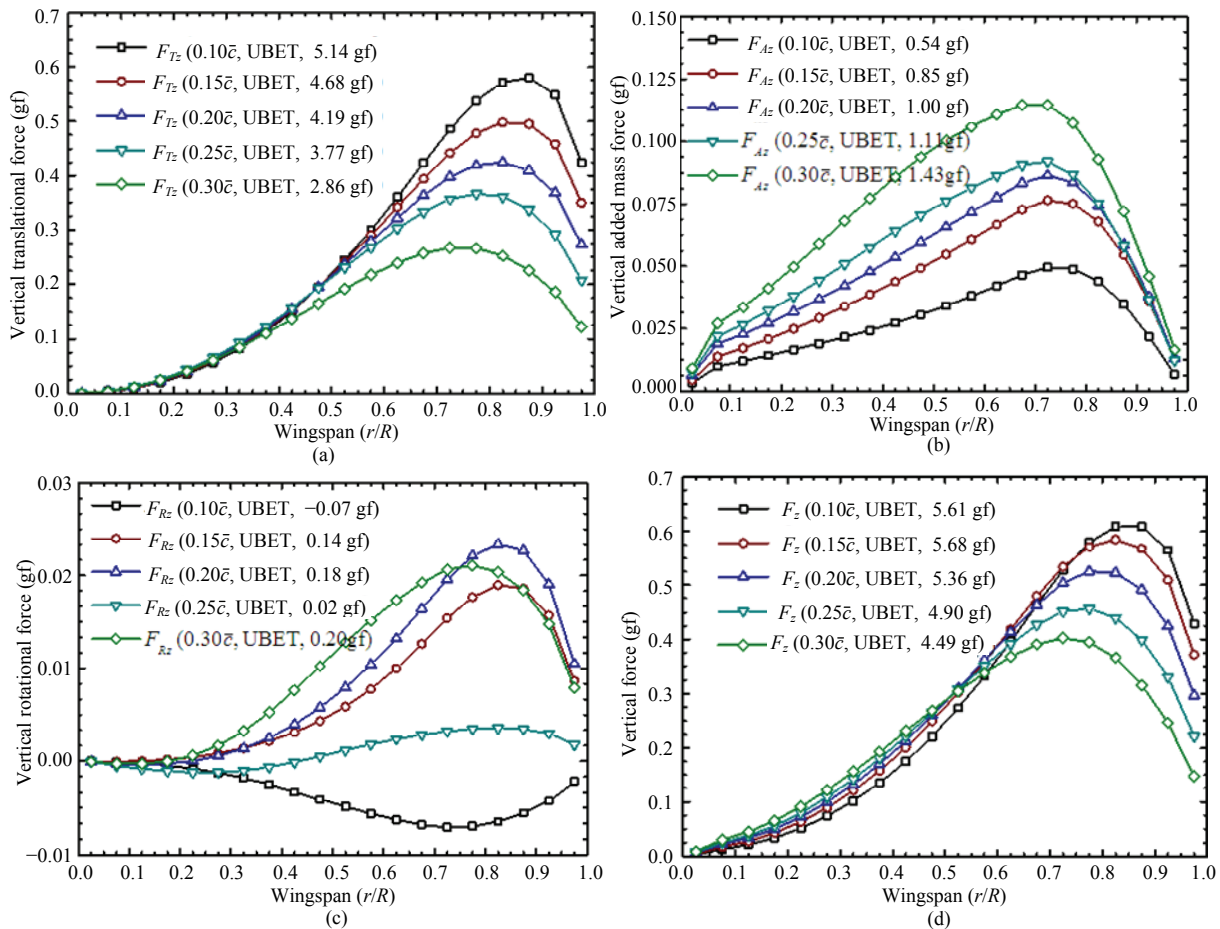 0.7
0.6
0.5
0.4
0.3
0.2
0.1
0.0
Vertical translational force (gf)
F_Tz (0.10c̄, UBET, 5.14 gf)
F_Tz (0.15c̄, UBET, 4.68 gf)
F_Tz (0.20c̄, UBET, 4.19 gf)
F_Tz (0.25c̄, UBET, 3.77 gf)
F_Tz (0.30c̄, UBET, 2.86 gf)
0.0 0.1 0.2 0.3 0.4 0.5 0.6 0.7 0.8 0.9 1.0
Wingspan (r/R)
(a)
0.150
0.125
0.100
0.075
0.050
0.025
0.000
Vertical added mass force (gf)
F_Az (0.10c̄, UBET, 0.54 gf)
F_Az (0.15c̄, UBET, 0.85 gf)
F_Az (0.20c̄, UBET, 1.00 gf)
F_Az (0.25c̄, UBET, 1.11gf)
F_Az (0.30c̄, UBET, 1.43gf)
0.0 0.1 0.2 0.3 0.4 0.5 0.6 0.7 0.8 0.9 1.0
Wingspan (r/R)
(b)
0.03
0.02
0.01
0.00
−0.01
Vertical rotational force (gf)
F_Rz (0.10c̄, UBET, −0.07 gf)
F_Rz (0.15c̄, UBET, 0.14 gf)
F_Rz (0.20c̄, UBET, 0.18 gf)
F_Rz (0.25c̄, UBET, 0.02 gf)
F_Rz (0.30c̄, UBET, 0.20gf)
0.0 0.1 0.2 0.3 0.4 0.5 0.6 0.7 0.8 0.9 1.0
Wingspan (r/R)
(c)
0.7
0.6
0.5
0.4
0.3
0.2
0.1
0.0
Vertical force (gf)
F_z (0.10c̄, UBET, 5.61 gf)
F_z (0.15c̄, UBET, 5.68 gf)
F_z (0.20c̄, UBET, 5.36 gf)
F_z (0.25c̄, UBET, 4.90 gf)
F_z (0.30c̄, UBET, 4.49 gf)
0.0 0.1 0.2 0.3 0.4 0.5 0.6 0.7 0.8 0.9 1.0
Wingspan (r/R)
(d)